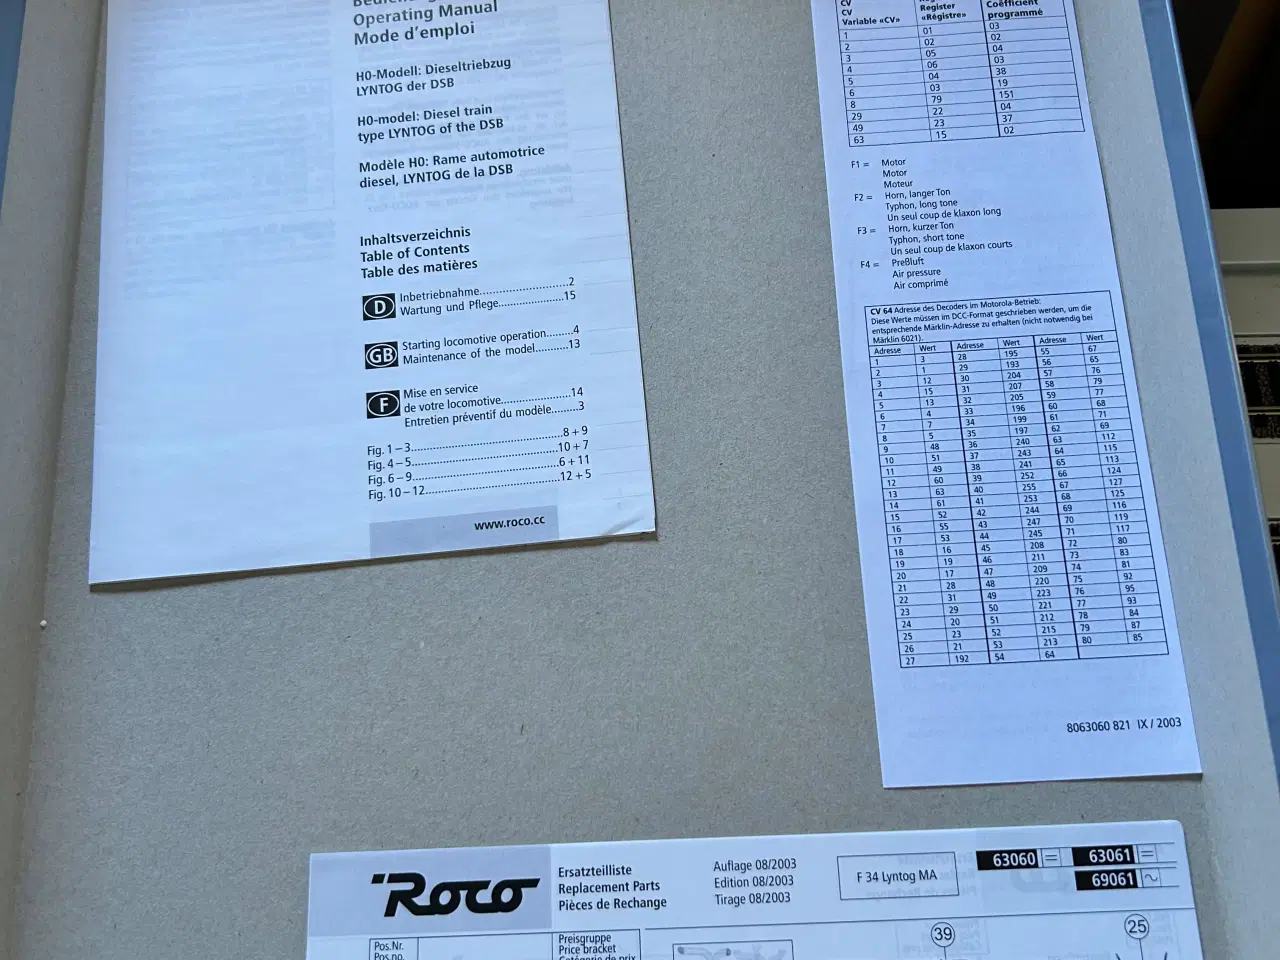 Operating Manual
Mode d'emploi
H0-Modell: Dieseltriebzug
LYNTOG der DSB
H0-model: Diesel train
type LYNTOG of the DSB
Modèle H0: Rame automotrice
diesel, LYNTOG de la DSB
Inhaltsverzeichnis
Table of Contents
Table des matières
D
Inbetriebnahme..............................2
Wartung und Pflege...................15
GB
Starting locomotive operation........4
Maintenance of the model..........13
F
Mise en service
de votre locomotive.....................14
Entretien préventif du modèle........3
Fig. 1–3..........................................8+9
Fig. 4–5........................................10+7
Fig. 6–9........................................6+11
Fig. 10–12....................................12+5
www.roco.cc
CV
CV Register Coëfficient
Variable «CV» «Régistre» programmé
1 01 03
2 02 02
3 05 04
4 06 03
5 04 38
6 03 19
8 79 151
29 22 04
49 23 37
63 15 02
F1 = Motor
Motor
Moteur
F2 = Horn, langer Ton
Typhon, long tone
Un seul coup de klaxon long
F3 = Horn, kurzer Ton
Typhon, short tone
Un seul coup de klaxon courts
F4 = Preßluft
Air pressure
Air comprimé
CV 64 Adresse des Decoders im Motorola-Betrieb:
Diese Werte müssen im DCC-Format geschrieben werden, um die
entsprechende Märklin-Adresse zu erhalten (nicht notwendig bei
Märklin 6021).
Adresse Wert Adresse Wert Adresse Wert
1 3 28 195 55 67
2 1 29 193 56 65
3 12 30 204 57 76
4 15 31 207 58 79
5 13 32 205 59 77
6 4 33 196 60 68
7 7 34 199 61 71
8 5 35 197 62 69
9 48 36 240 63 112
10 51 37 243 64 115
11 49 38 241 65 113
12 60 39 252 66 124
13 63 40 255 67 127
14 61 41 253 68 125
15 52 42 244 69 116
16 55 43 247 70 119
17 53 44 245 71 117
18 16 45 208 72 80
19 19 46 211 73 83
20 17 47 209 74 81
21 28 48 220 75 92
22 31 49 223 76 95
23 29 50 221 77 93
24 20 51 212 78 84
25 23 52 215 79 87
26 21 53 213 80 85
27 192 54 64
8063060 821 IX / 2003
Roco
Ersatzteilliste
Replacement Parts
Pièces de Rechange
Auflage 08/2003
Edition 08/2003
Tirage 08/2003
F 34 Lyntog MA
63060 =
63061 =
69061 ~
Pos.Nr.
Pos.no.
Preisgruppe
Price bracket
39
25